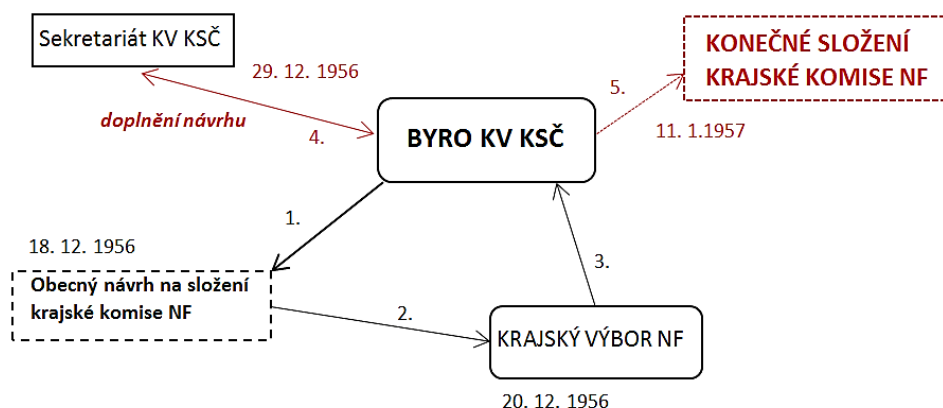 Sekretariát KV KSČ
29. 12. 1956
doplnění návrhu
4.
BYRO KV KSČ
5.
11. 1.1957
KONEČNÉ SLOŽENÍ
KRAJSKÉ KOMISE NF
1.
18. 12. 1956
Obecný návrh na složení
krajské komise NF
2.
3.
KRAJSKÝ VÝBOR NF
20. 12. 1956